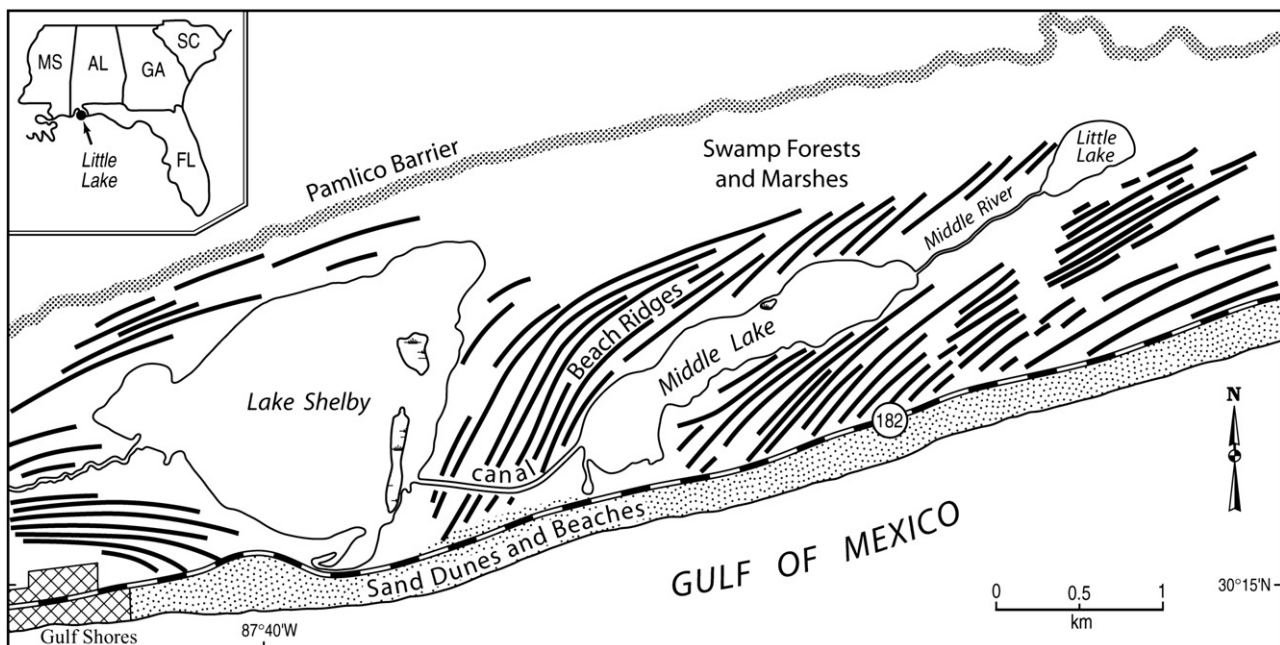 MS
AL
GA
SC
FL
Little
Lake
Pamlico Barrier
Swamp Forests
and Marshes
Little
Lake
Middle River
Beach Ridges
Middle Lake
Lake Shelby
canal
182
Sand Dunes and Beaches
GULF OF MEXICO
N
0 0.5 1
km
30°15'N
Gulf Shores
87°40'W